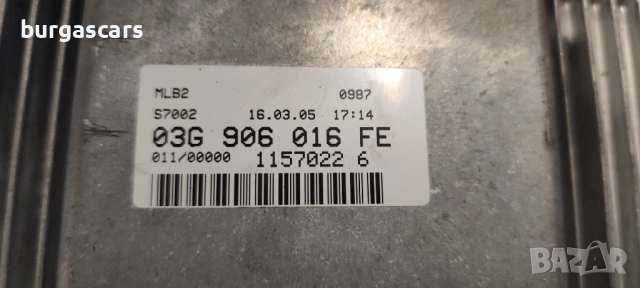 burgascars
MLB2 0987
S7002 16.03.05 17:14
03G 906 016 FE
011/00000 1157022 6
BAZAR